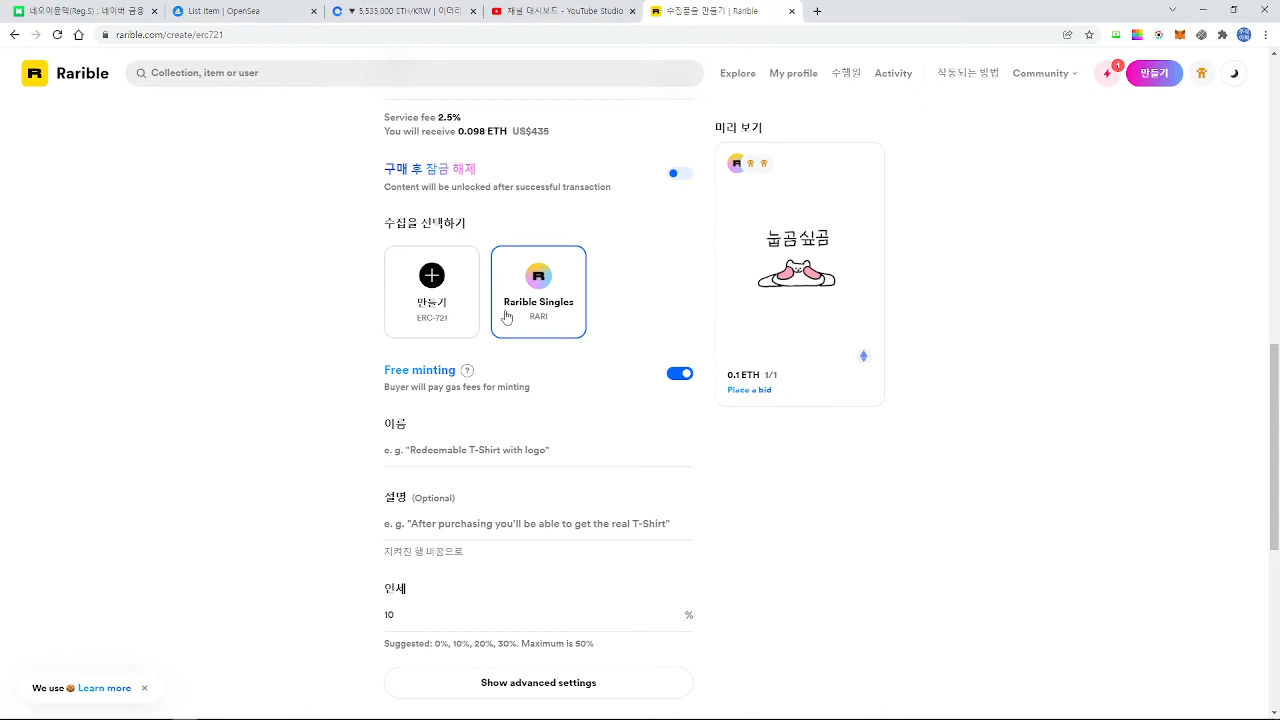 네오아톰텍(Reg.S) : 네이버 금융
List Item | OpenSea
▼ 5,535,000 ETH/KRW | 이더리
채널 대시보드 - YouTube Studio
수집품을 만들기 | Rarible
rarible.com/create/erc721
Rarible
Collection, item or user
Explore
My profile
수행원
Activity
작동되는 방법
Community
1
만들기
Service fee 2.5%
You will receive 0.098 ETH US$435
미리 보기
구매 후 잠금 해제
Content will be unlocked after successful transaction
수집을 선택하기
눕곰싶곰
만들기
ERC-721
Rarible Singles
RARI
Free minting ?
Buyer will pay gas fees for minting
0.1 ETH 1/1
Place a bid
이름
e. g. "Redeemable T-Shirt with logo"
설명 (Optional)
e. g. "After purchasing you'll be able to get the real T-Shirt"
지켜진 행 바꿈으로
인세
10 %
Suggested: 0%, 10%, 20%, 30%. Maximum is 50%
Show advanced settings
We use 🍪 Learn more